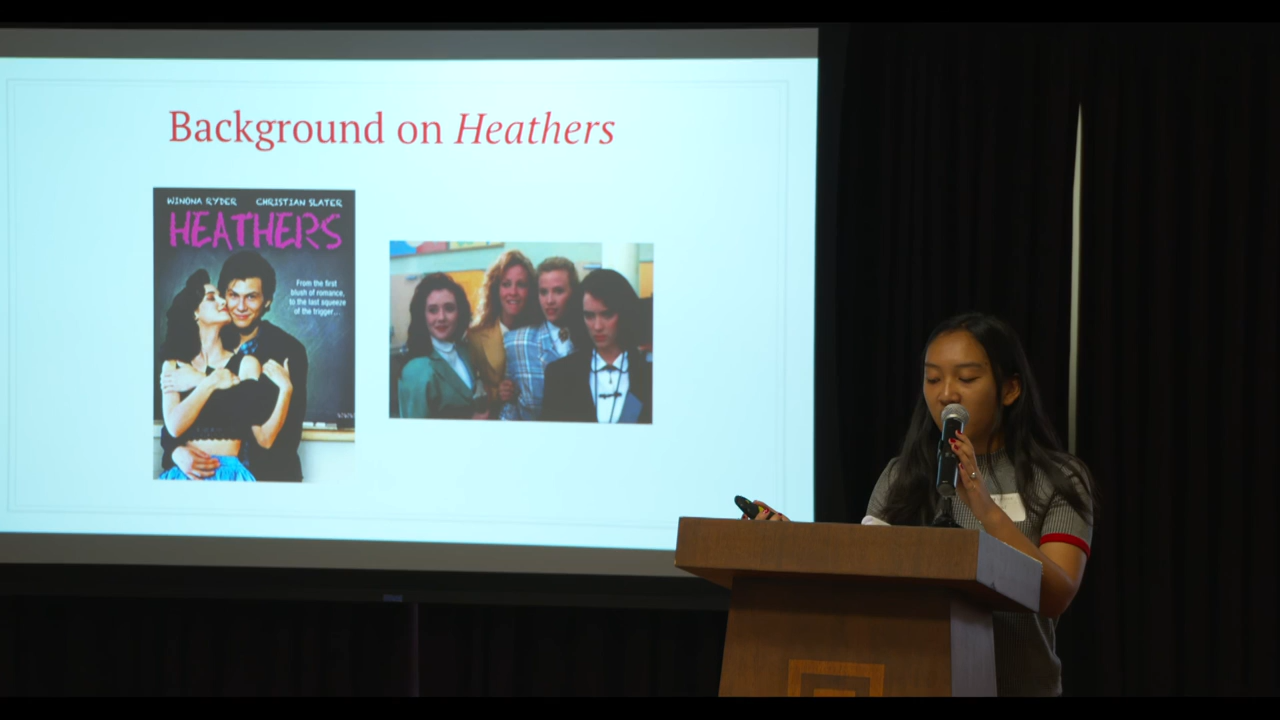 Background on Heathers
WINONA RYDER CHRISTIAN SLATER
HEATHERS
From the first
blush of romance,
to the last squeeze
of the trigger,...